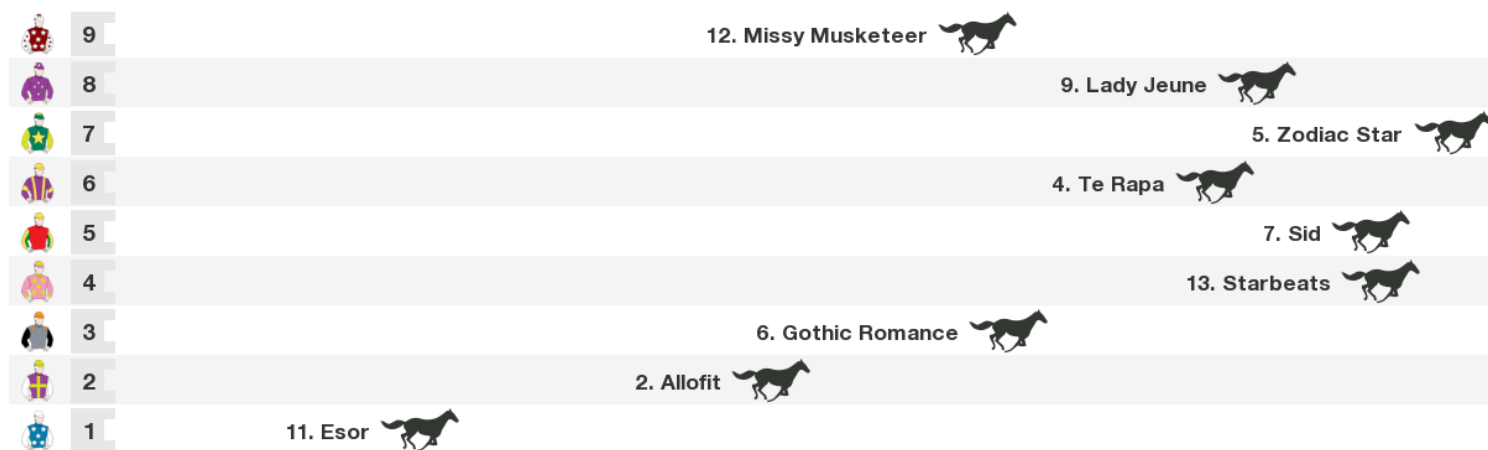 9 12. Missy Musketeer
8 9. Lady Jeune
7 5. Zodiac Star
6 4. Te Rapa
5 7. Sid
4 13. Starbeats
3 6. Gothic Romance
2 2. Allofit
1 11. Esor